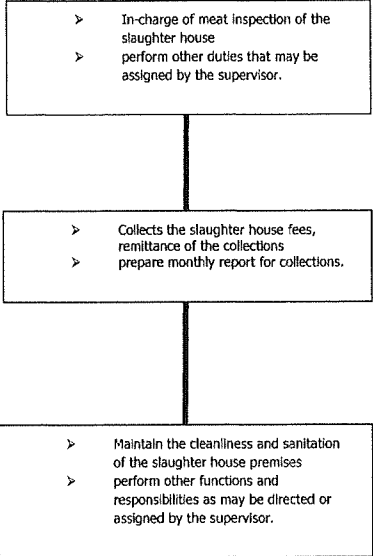 ➢ In-charge of meat inspection of the
slaughter house
➢ perform other duties that may be
assigned by the supervisor.
➢ Collects the slaughter house fees,
remittance of the collections
➢ prepare monthly report for collections.
➢ Maintain the cleanliness and sanitation
of the slaughter house premises
➢ perform other functions and
responsibilities as may be directed or
assigned by the supervisor.